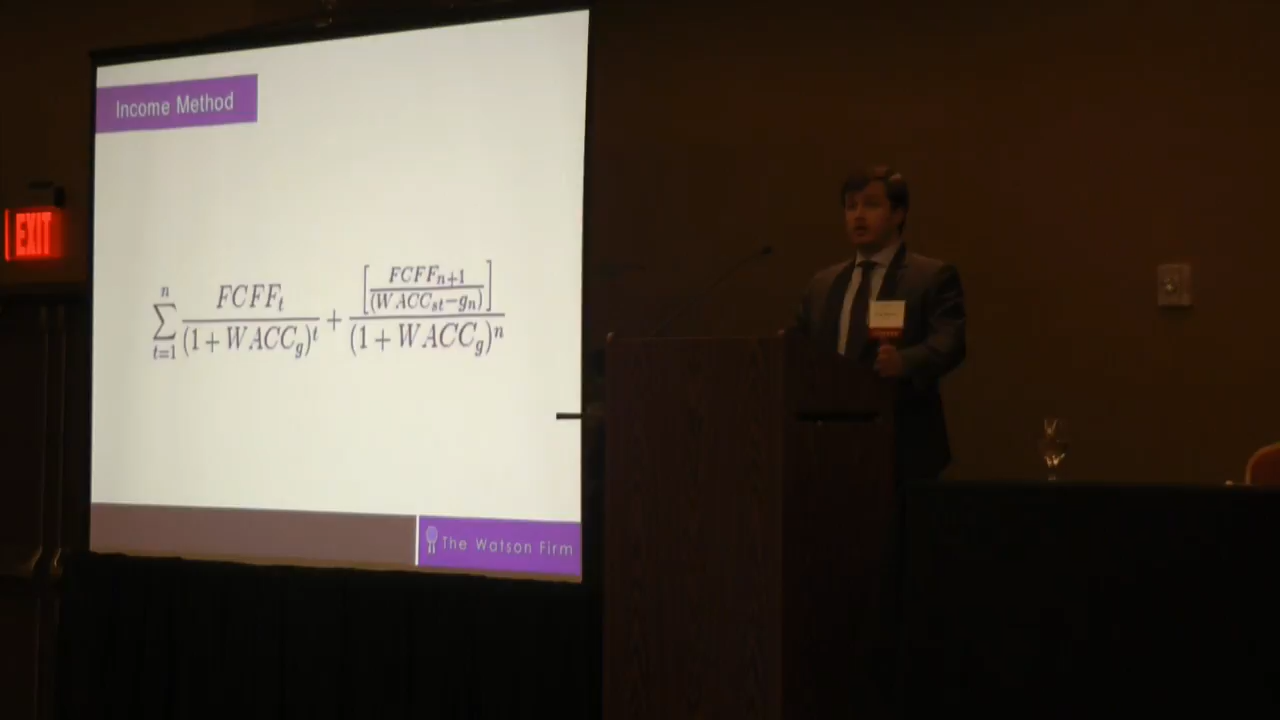 Income Method
EXIT
\sum_{t=1}^{n} \frac{FCFF_t}{(1+WACC_g)^t} + \frac{\left[\frac{FCFF_{n+1}}{(WACC_{st}-g_n)}\right]}{(1+WACC_g)^n}
The Watson Firm